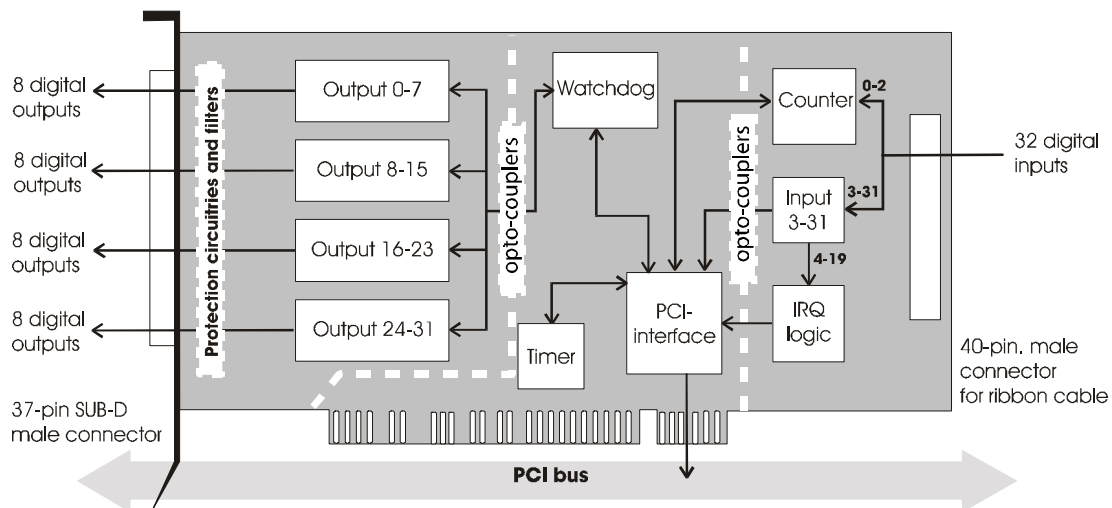 8 digital
outputs
8 digital
outputs
8 digital
outputs
8 digital
outputs
37-pin SUB-D
male connector
Protection circuitries and filters
Output 0-7
Output 8-15
Output 16-23
Output 24-31
opto-couplers
Watchdog
Timer
PCI-
interface
opto-couplers
Counter
0-2
Input
3-31
3-31
4-19
IRQ
logic
32 digital
inputs
40-pin, male
connector
for ribbon cable
PCI bus